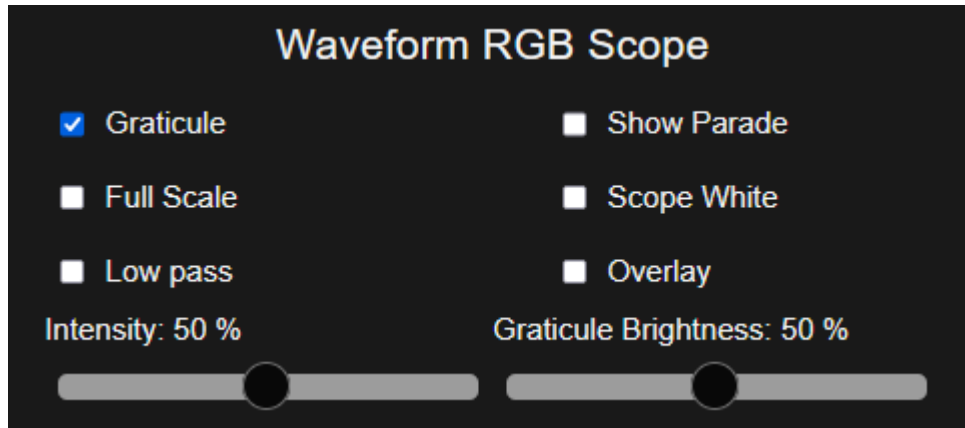 Waveform RGB Scope
Graticule
Show Parade
Full Scale
Scope White
Low pass
Overlay
Intensity: 50 %
Graticule Brightness: 50 %